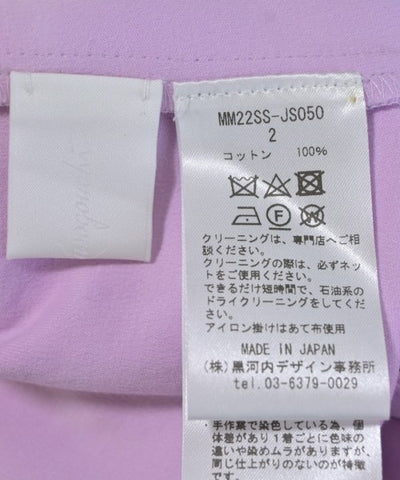 MM22SS-JS050
2
コットン 100%
クリーニングは、専門店へご相
談ください。
クリーニングの際は、必ずネット
をご使用ください。
できるだけ短時間で、石油系の
ドライクリーニングをしてくだ
さい。
アイロン掛けはあて布使用
MADE IN JAPAN
(株)黒河内デザイン事務所
tel.03-6379-0029
・手作業で染色している為、個
体差があり1着ごとに色味の
違いや染めムラがありますが、
同じ仕上がりのないのが特徴
です。